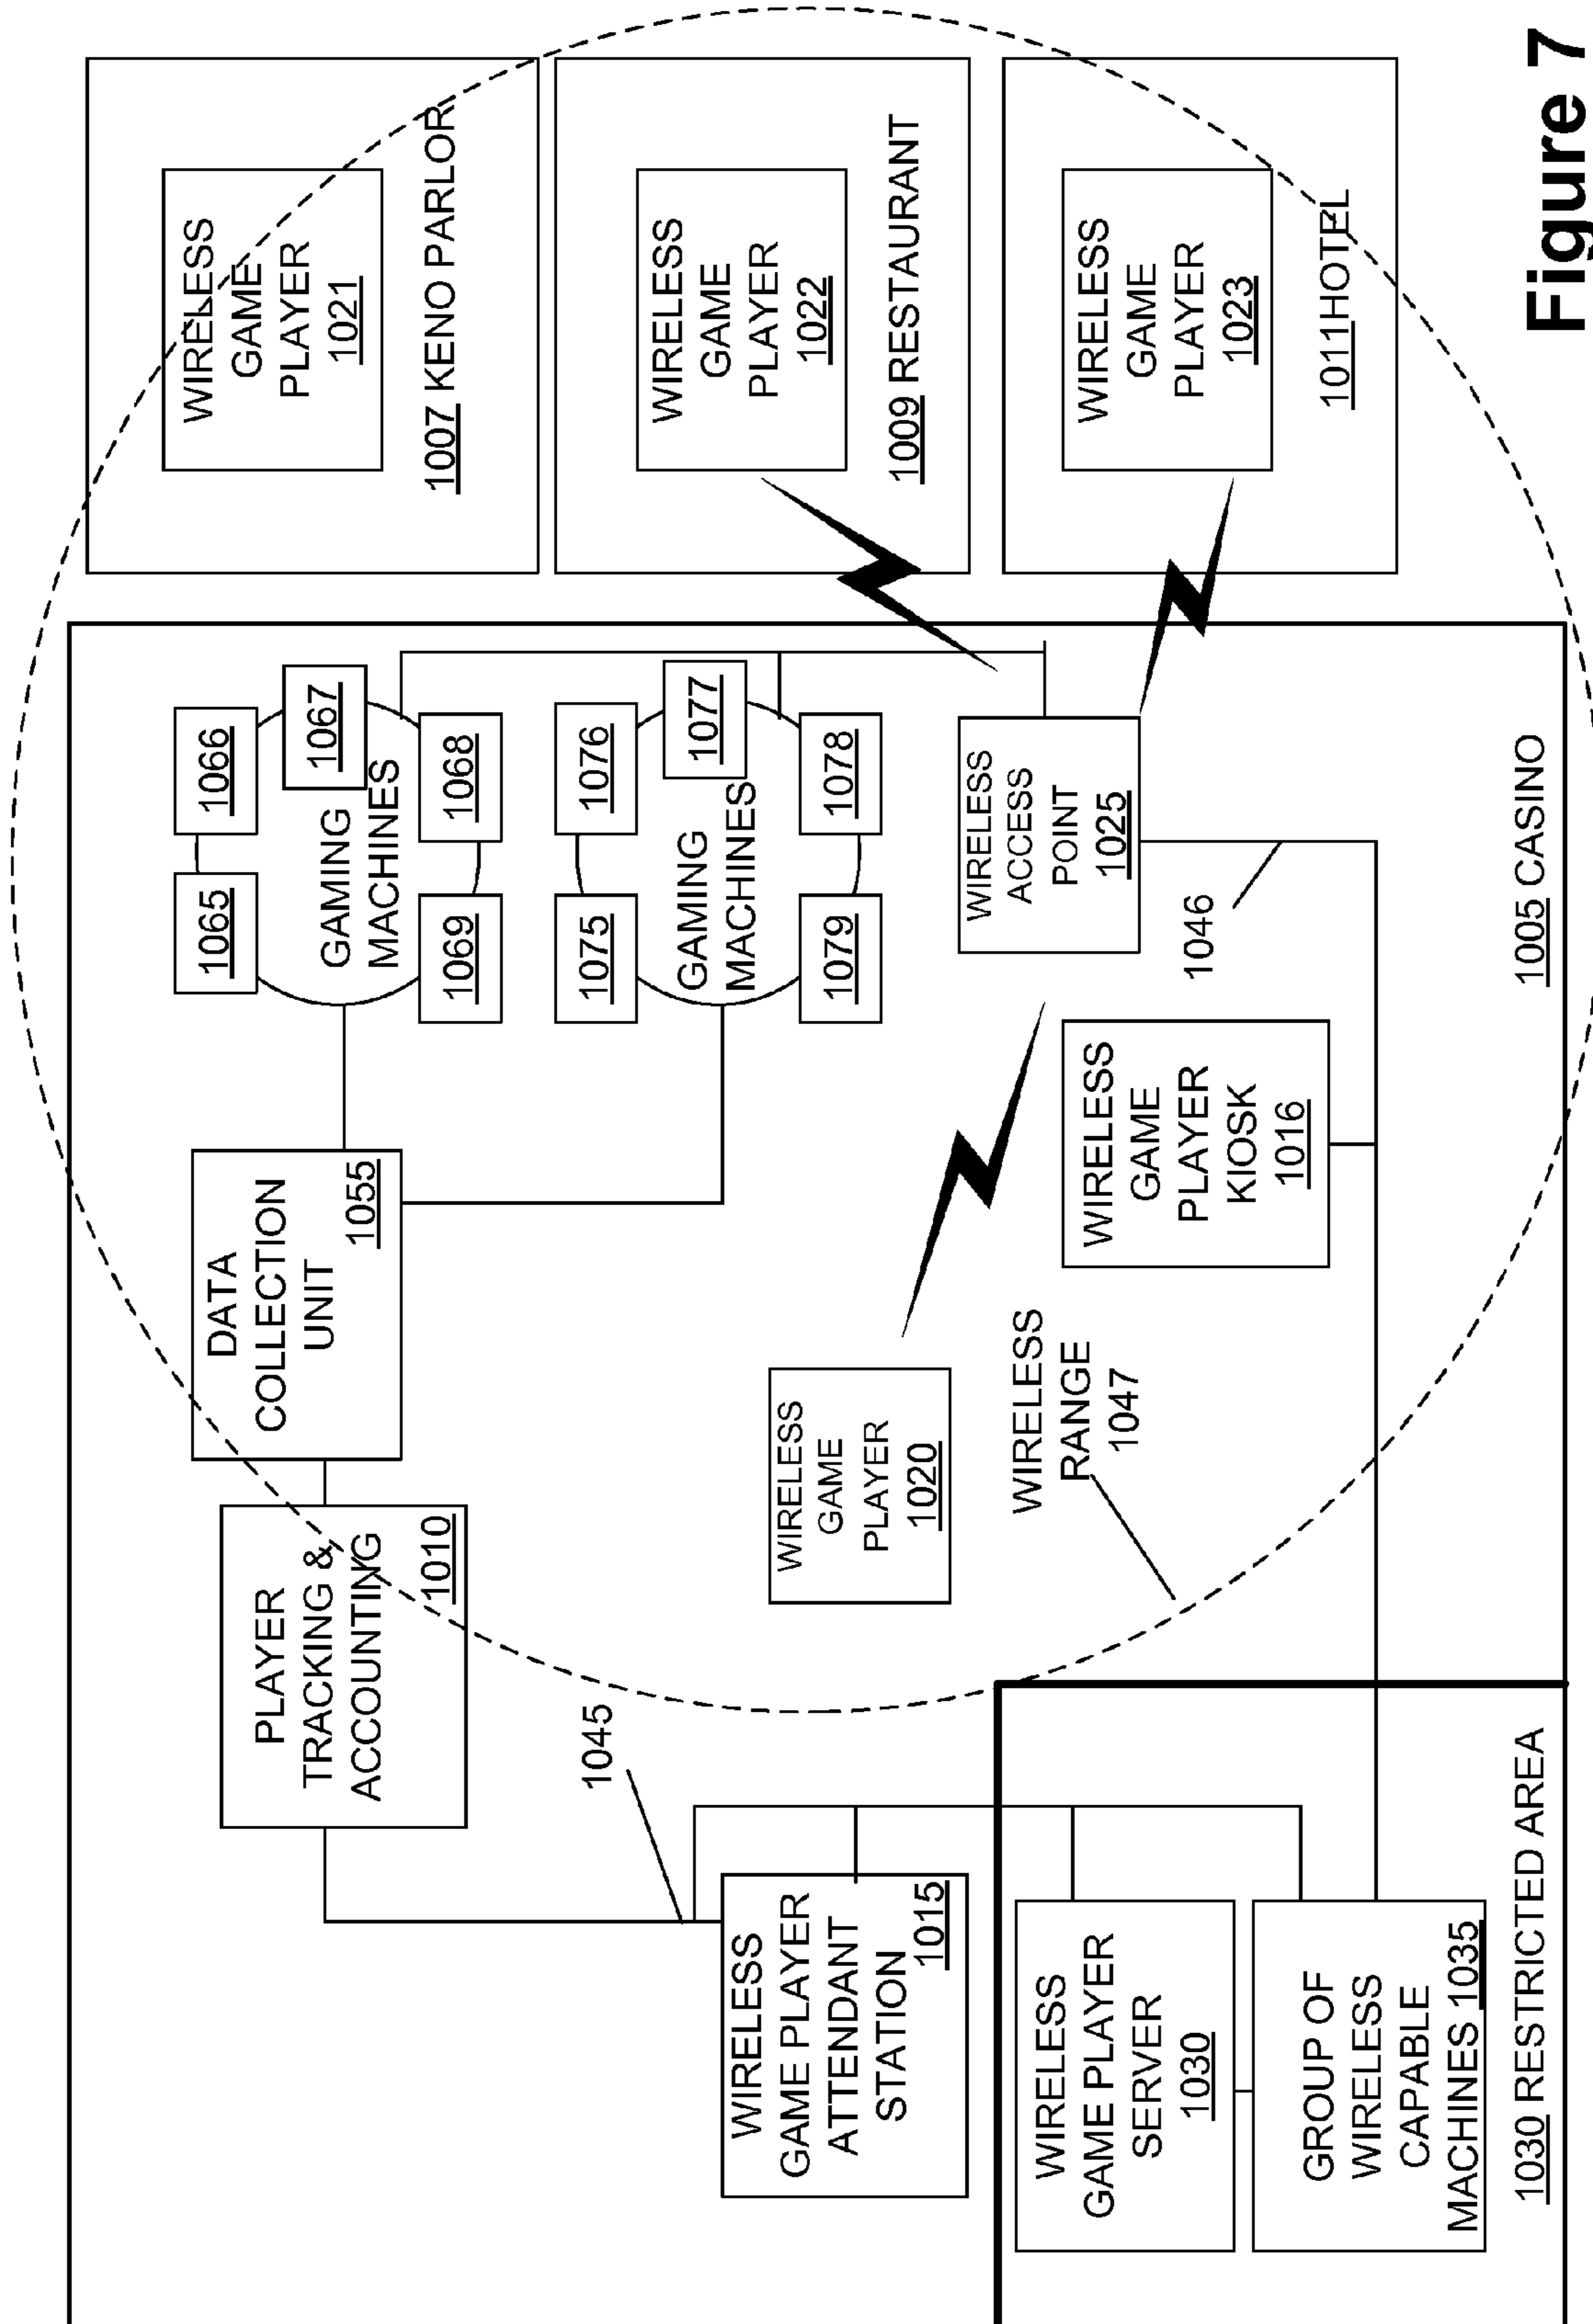 PLAYER
TRACKING &
ACCOUNTING
1010
DATA
COLLECTION
UNIT
1055
1065
1066
1067
1068
1069
GAMING
MACHINES
1075
1076
1077
1078
1079
GAMING
MACHINES
WIRELESS
GAME
PLAYER
1021
1007 KENO PARLOR
WIRELESS
GAME
PLAYER
1022
1009 RESTAURANT
WIRELESS
GAME
PLAYER
1023
1011HOTEL
1045
WIRELESS
GAME PLAYER
ATTENDANT
STATION
1015
WIRELESS
GAME
PLAYER
1020
WIRELESS
RANGE
1047
WIRELESS
ACCESS
POINT
1025
1046
WIRELESS
GAME
PLAYER
KIOSK
1016
WIRELESS
GAME PLAYER
SERVER
1030
GROUP OF
WIRELESS
CAPABLE
MACHINES 1035
1030 RESTRICTED AREA
1005 CASINO
Figure 7